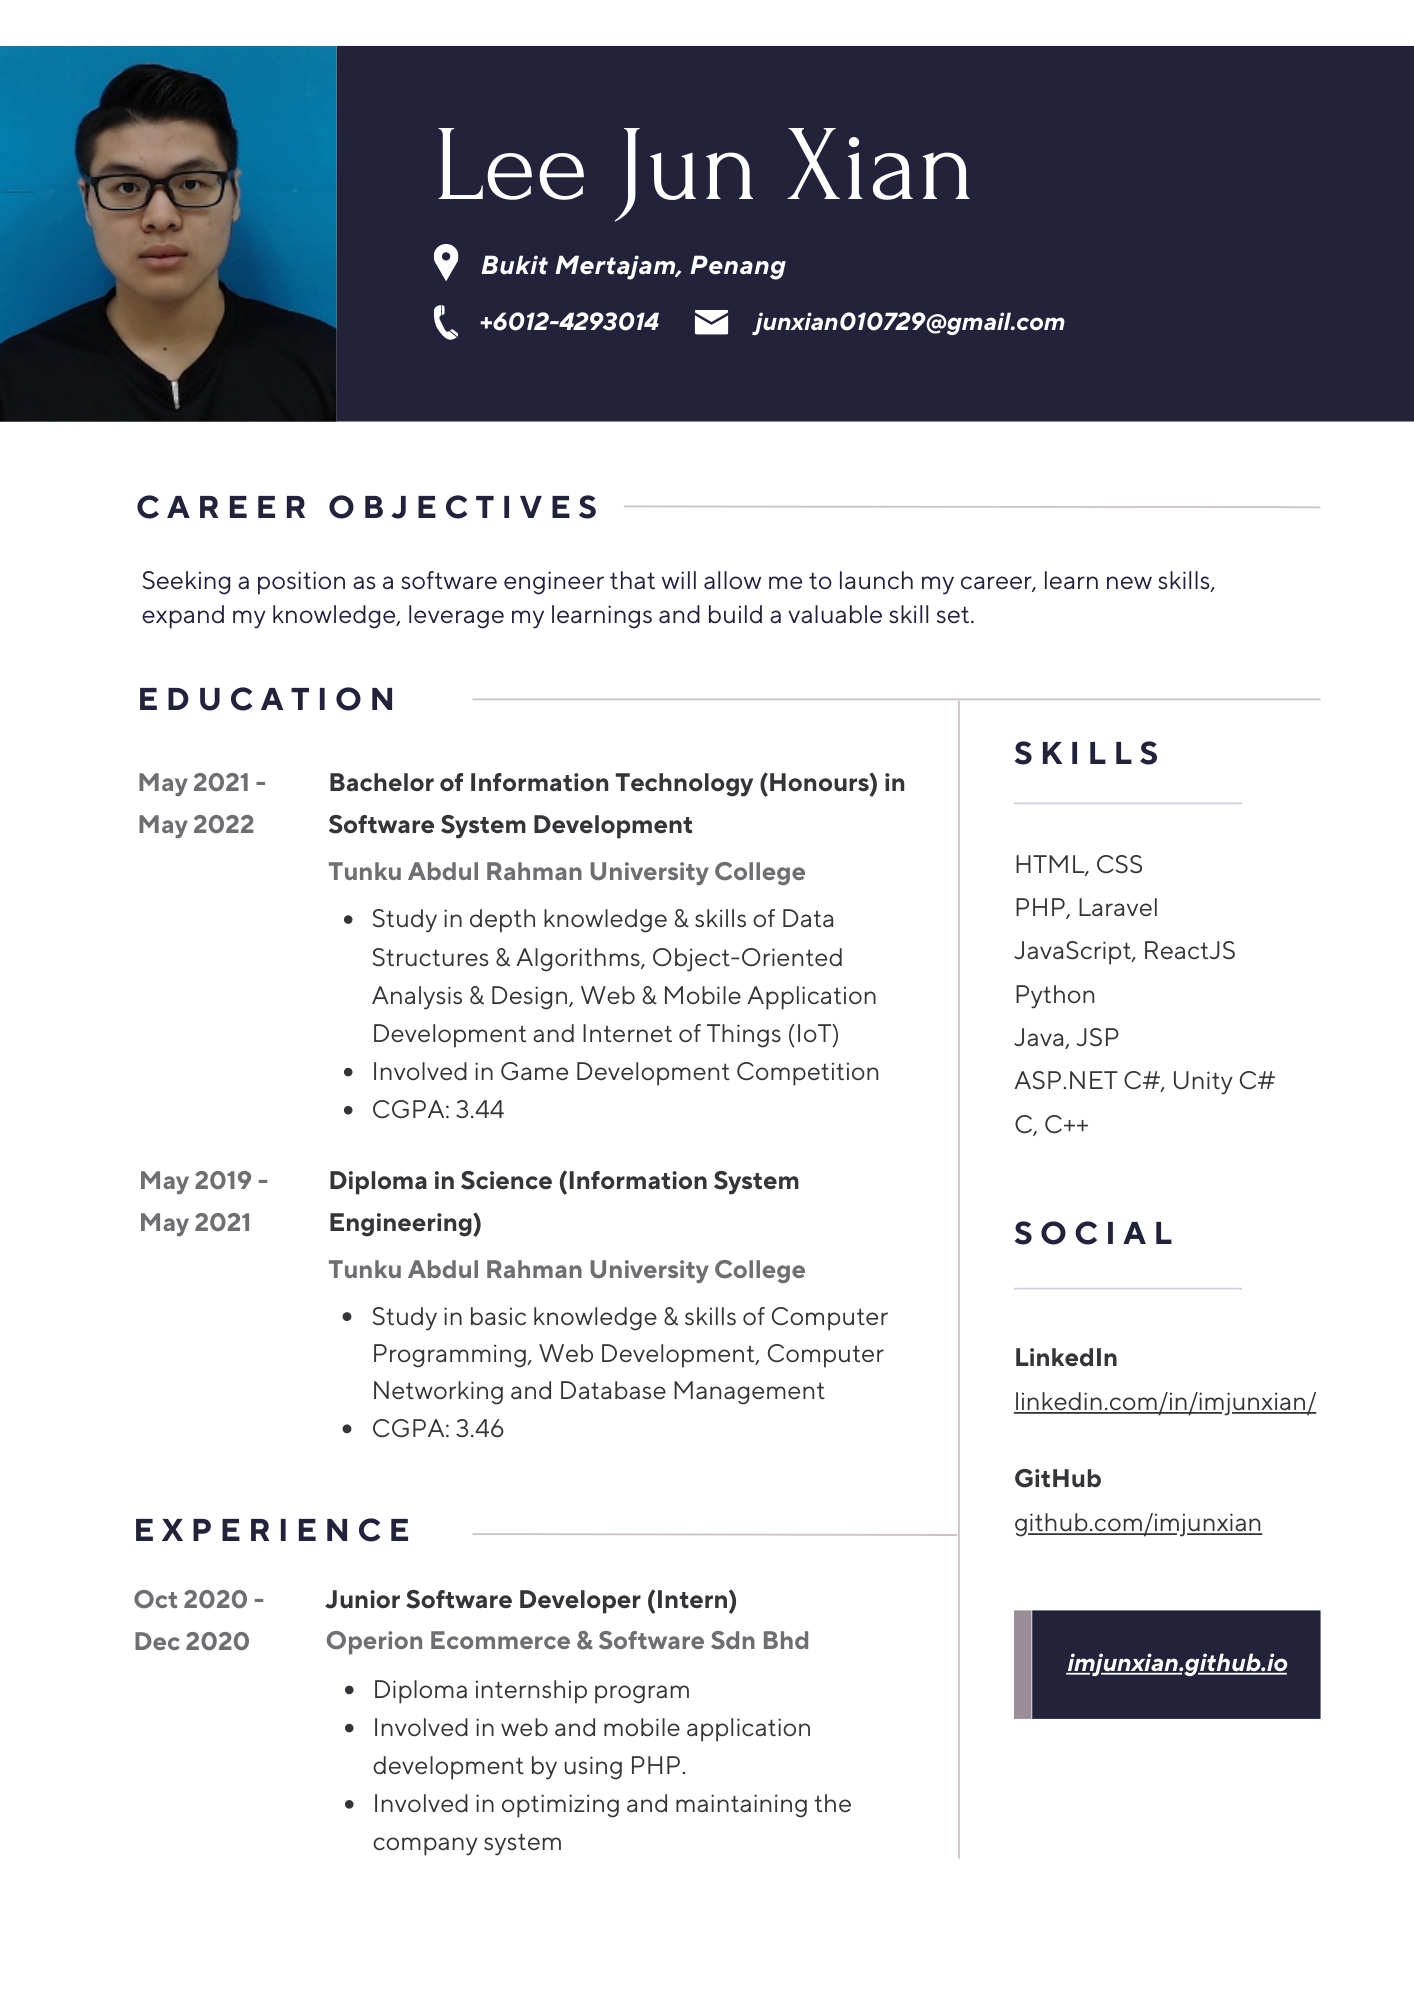 Lee Jun Xian
Bukit Mertajam, Penang
+6012-4293014 junxian010729@gmail.com
CAREER OBJECTIVES
Seeking a position as a software engineer that will allow me to launch my career, learn new skills,
expand my knowledge, leverage my learnings and build a valuable skill set.
EDUCATION
May 2021 -
May 2022
Bachelor of Information Technology (Honours) in
Software System Development
Tunku Abdul Rahman University College
• Study in depth knowledge & skills of Data
Structures & Algorithms, Object-Oriented
Analysis & Design, Web & Mobile Application
Development and Internet of Things (IoT)
• Involved in Game Development Competition
• CGPA: 3.44
May 2019 -
May 2021
Diploma in Science (Information System
Engineering)
Tunku Abdul Rahman University College
• Study in basic knowledge & skills of Computer
Programming, Web Development, Computer
Networking and Database Management
• CGPA: 3.46
EXPERIENCE
Oct 2020 -
Dec 2020
Junior Software Developer (Intern)
Operion Ecommerce & Software Sdn Bhd
• Diploma internship program
• Involved in web and mobile application
development by using PHP.
• Involved in optimizing and maintaining the
company system
SKILLS
HTML, CSS
PHP, Laravel
JavaScript, ReactJS
Python
Java, JSP
ASP.NET C#, Unity C#
C, C++
SOCIAL
LinkedIn
linkedin.com/in/imjunxian/
GitHub
github.com/imjunxian
imjunxian.github.io